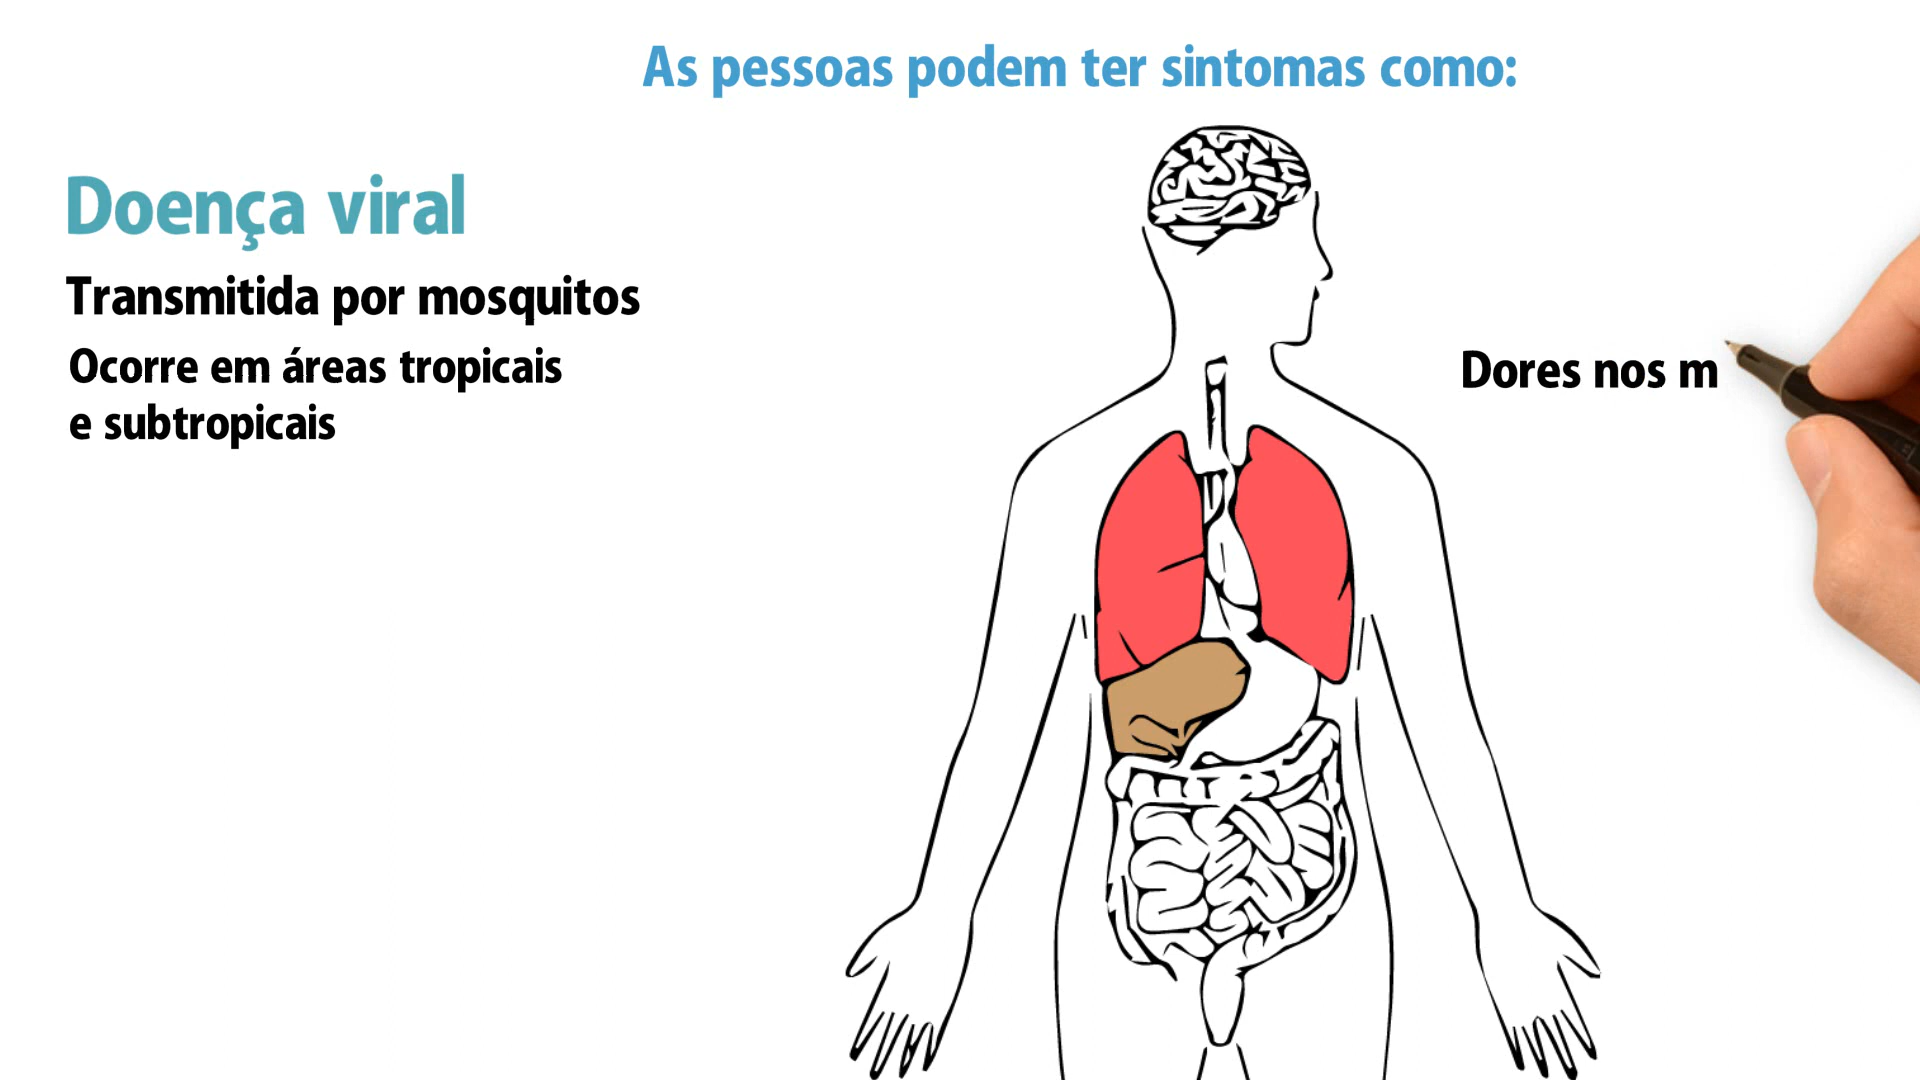 As pessoas podem ter sintomas como:
Doença viral
Transmitida por mosquitos
Ocorre em áreas tropicais
e subtropicais
Dores nos m